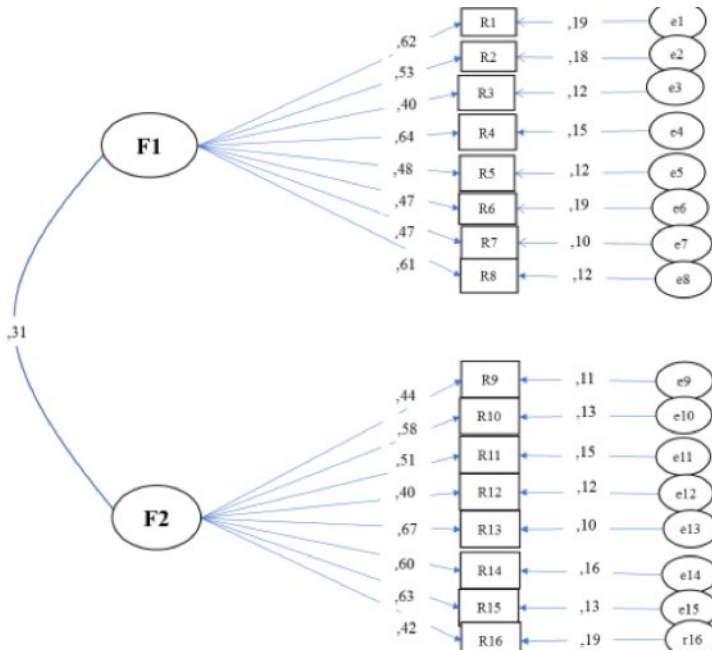 R1 ,19 e1
,62
R2 ,18 e2
,53
R3 ,12 e3
,40
F1
,64 R4 ,15 e4
,48 R5 ,12 e5
,47 R6 ,19 e6
,47 R7 ,10 e7
,61 R8 ,12 e8
,31
,44 R9 ,11 e9
,58 R10 ,13 e10
,51 R11 ,15 e11
,40 R12 ,12 e12
F2
,67 R13 ,10 e13
,60 R14 ,16 e14
,63 R15 ,13 e15
,42 R16 ,19 r16